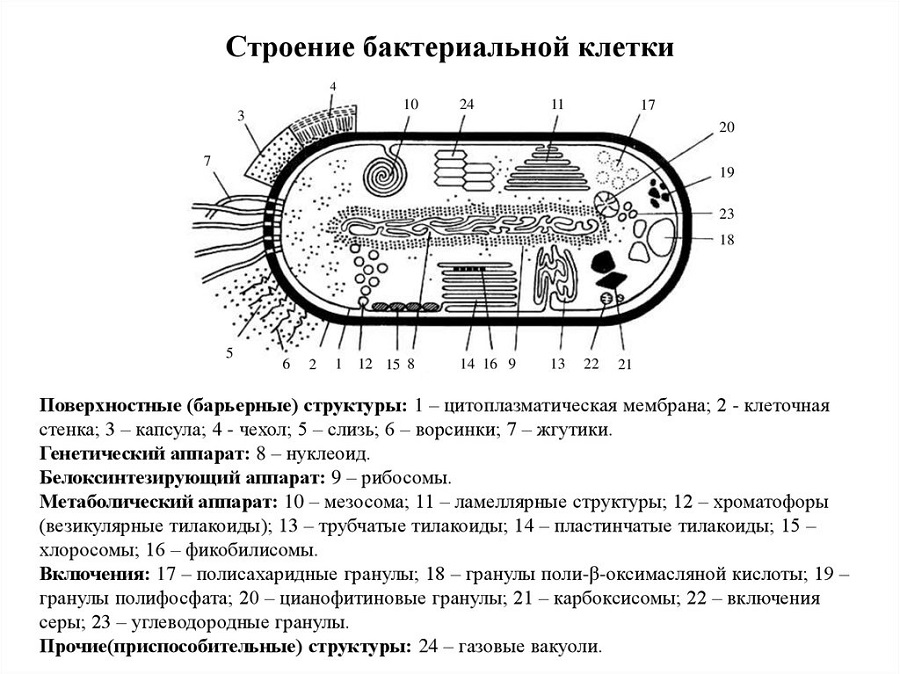 Строение бактериальной клетки
4
3
10
24
11
17
20
7
19
23
18
5
6
2
1
12
15
8
14
16
9
13
22
21
Поверхностные (барьерные) структуры: 1 – цитоплазматическая мембрана; 2 - клеточная
стенка; 3 – капсула; 4 - чехол; 5 – слизь; 6 – ворсинки; 7 – жгутики.
Генетический аппарат: 8 – нуклеоид.
Белоксинтезирующий аппарат: 9 – рибосомы.
Метаболический аппарат: 10 – мезосома; 11 – ламеллярные структуры; 12 – хроматофоры
(везикулярные тилакоиды); 13 – трубчатые тилакоиды; 14 – пластинчатые тилакоиды; 15 –
хлоросомы; 16 – фикобилисомы.
Включения: 17 – полисахаридные гранулы; 18 – гранулы поли-β-оксимасляной кислоты; 19 –
гранулы полифосфата; 20 – цианофитиновые гранулы; 21 – карбоксисомы; 22 – включения
серы; 23 – углеводородные гранулы.
Прочие(приспособительные) структуры: 24 – газовые вакуоли.